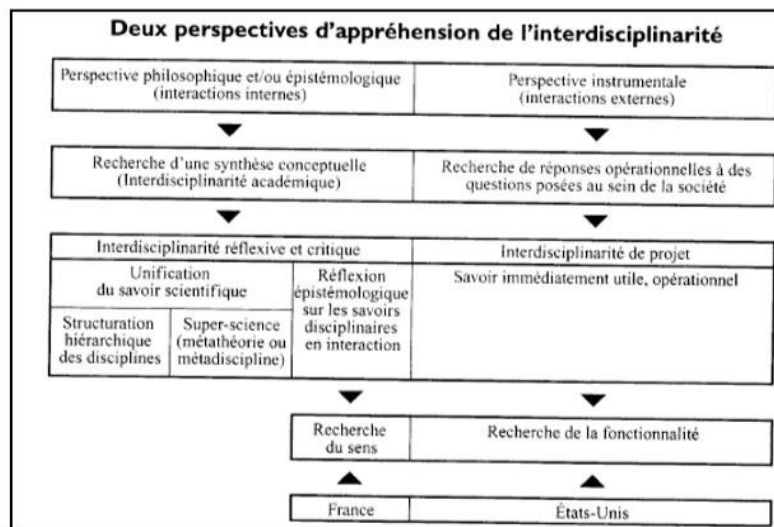 Deux perspectives d'appréhension de l'interdisciplinarité
Perspective philosophique et/ou épistémologique
(interactions internes)
Perspective instrumentale
(interactions externes)
Recherche d'une synthèse conceptuelle
(Interdisciplinarité académique)
Recherche de réponses opérationnelles à des
questions posées au sein de la société
Interdisciplinarité réflexive et critique
Interdisciplinarité de projet
Unification
du savoir scientifique
Structuration
hiérarchique
des disciplines
Super-science
(métathéorie ou
métadiscipline)
Réflexion
épistémologique
sur les savoirs
disciplinaires
en interaction
Savoir immédiatement utile, opérationnel
Recherche
du sens
Recherche de la fonctionnalité
France
États-Unis